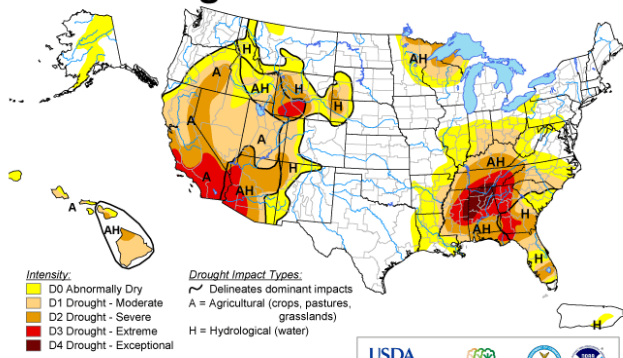 H
AH
A
AH
H
H
A
A
H
A
AH
AH
H
AH
H
A
AH
H
H
Intensity:
D0 Abnormally Dry
D1 Drought - Moderate
D2 Drought - Severe
D3 Drought - Extreme
D4 Drought - Exceptional
Drought Impact Types:
Delineates dominant impacts
A = Agricultural (crops, pastures,
grasslands)
H = Hydrological (water)
USDA